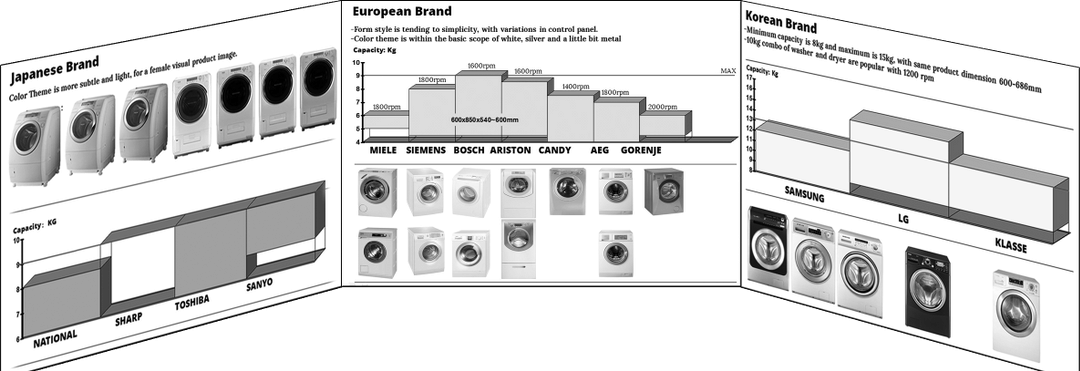 Japanese Brand
Color Theme is more subtle and light, for a female visual product image.
Capacity: KG
10
9
8
7
6
NATIONAL
SHARP
TOSHIBA
SANYO
European Brand
-Form style is tending to simplicity, with variations in control panel.
-Color theme is within the basic scope of white, silver and a little bit metal
Capacity: Kg
10
9
8
7
6
5
4
MAX
1800rpm
1800rpm
1600rpm
1600rpm
1400rpm
1800rpm
2000rpm
600x850x540~600mm
MIELE SIEMENS BOSCH ARISTON CANDY AEG GORENJE
Korean Brand
-Minimum capacity is 8kg and maximum is 15kg, with same product dimension 600-686mm
-10kg combo of washer and dryer are popular with 1200 rpm
Capacity: Kg
17
15
13
12
11
10
9
8
SAMSUNG
LG
KLASSE